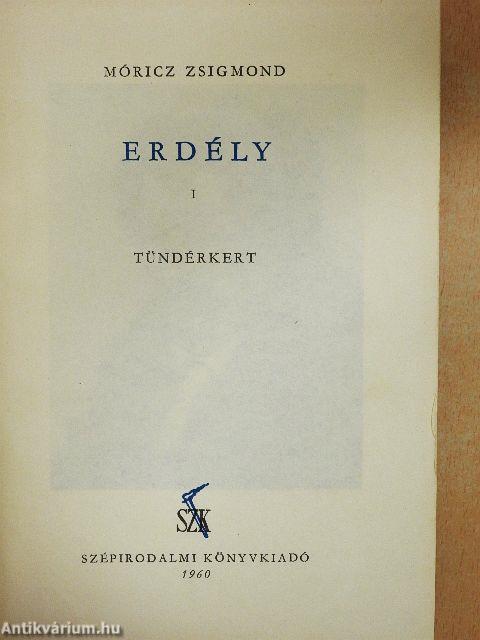 MÓRICZ ZSIGMOND
ERDÉLY
I
TÜNDÉRKERT
SZK
SZÉPIRODALMI KÖNYVKIADÓ
1960
Antikvárium.hu